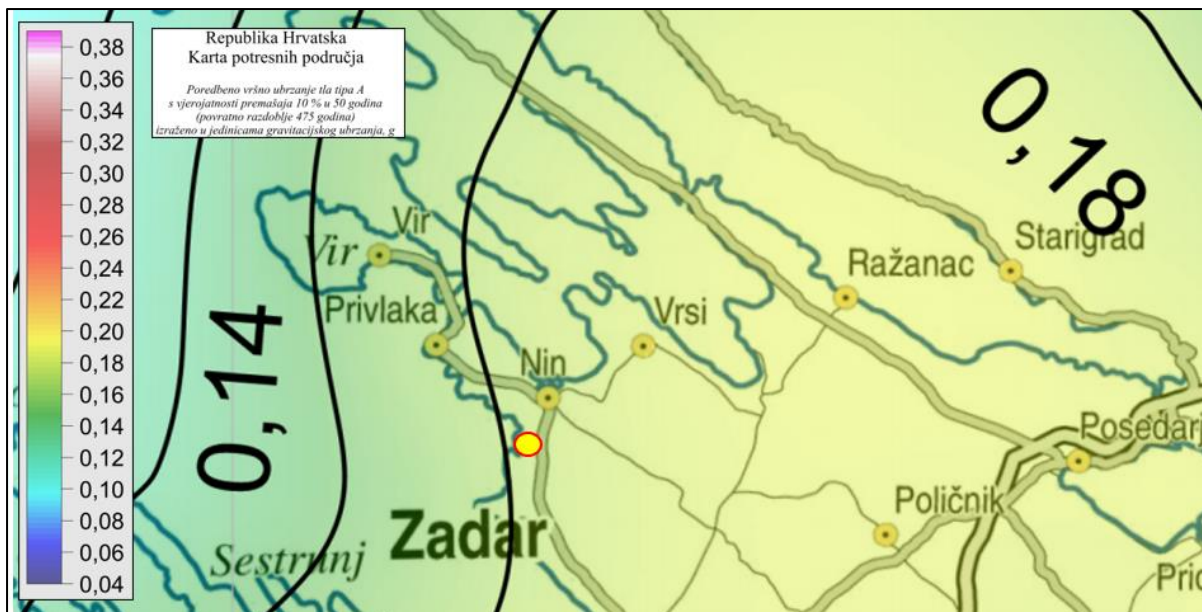 0,38
0,36
0,34
0,32
0,30
0,28
0,26
0,24
0,22
0,20
0,18
0,16
0,14
0,12
0,10
0,08
0,06
0,04
Republika Hrvatska
Karta potresnih područja
Poredbeno vršno ubrzanje tla tipa A
s vjerojatnosti premašaja 10 % u 50 godina
(povratno razdoblje 475 godina)
izraženo u jedinicama gravitacijskog ubrzanja, g
0,18
Starigrad
Vir
Vir
Ražanac
Privlaka
Vrsi
0,14
Nin
Posedarj
Poličnik
Zadar
Sestrunj
Prid